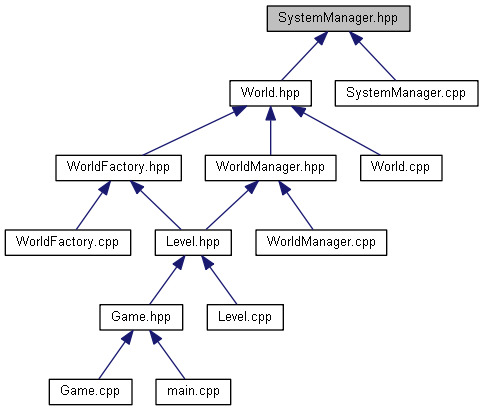 SystemManager.hpp
World.hpp
SystemManager.cpp
WorldFactory.hpp
WorldManager.hpp
World.cpp
WorldFactory.cpp
Level.hpp
WorldManager.cpp
Game.hpp
Level.cpp
Game.cpp
main.cpp